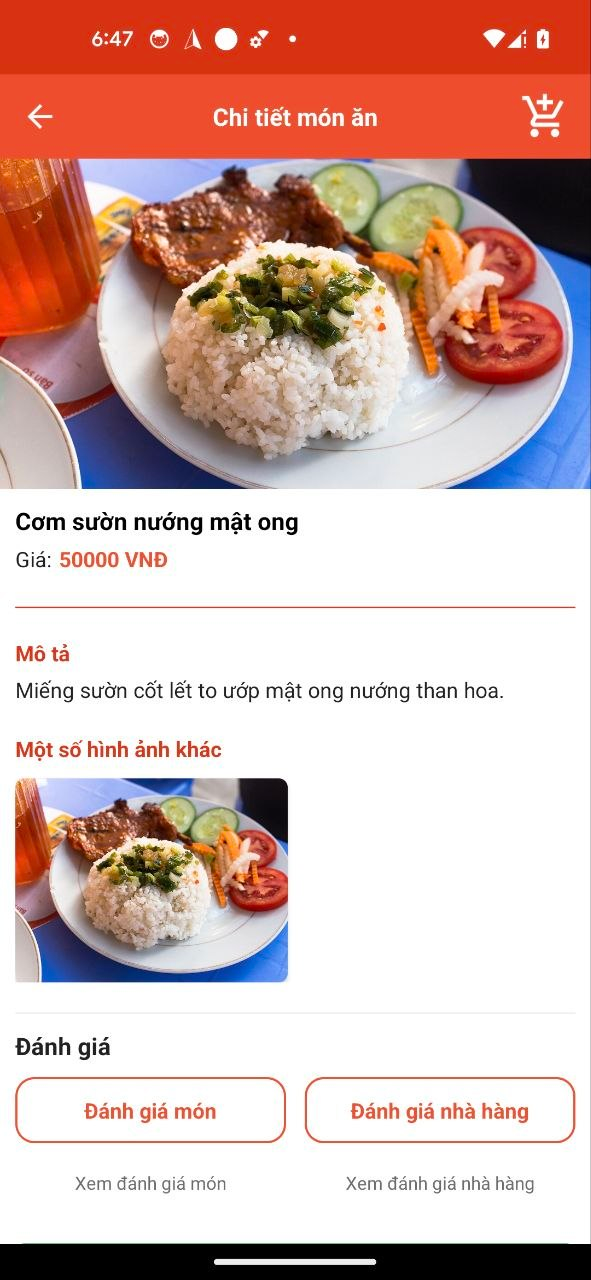 6:47
Chi tiết món ăn
Cơm sườn nướng mật ong
Giá: 50000 VNĐ
Mô tả
Miếng sườn cốt lết to ướp mật ong nướng than hoa.
Một số hình ảnh khác
Đánh giá
Đánh giá món Đánh giá nhà hàng
Xem đánh giá món Xem đánh giá nhà hàng